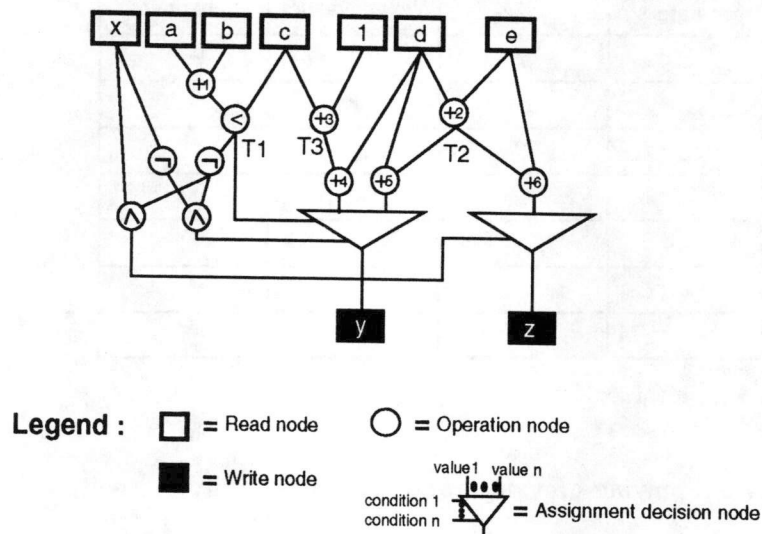 x a b c 1 d e
+1
< +3 +2
T1 T3 T2
¬ ¬ +4 +5 +6
∧ ∧
y z
Legend :
= Read node = Operation node
= Write node
value1 value n
condition 1
condition n
= Assignment decision node